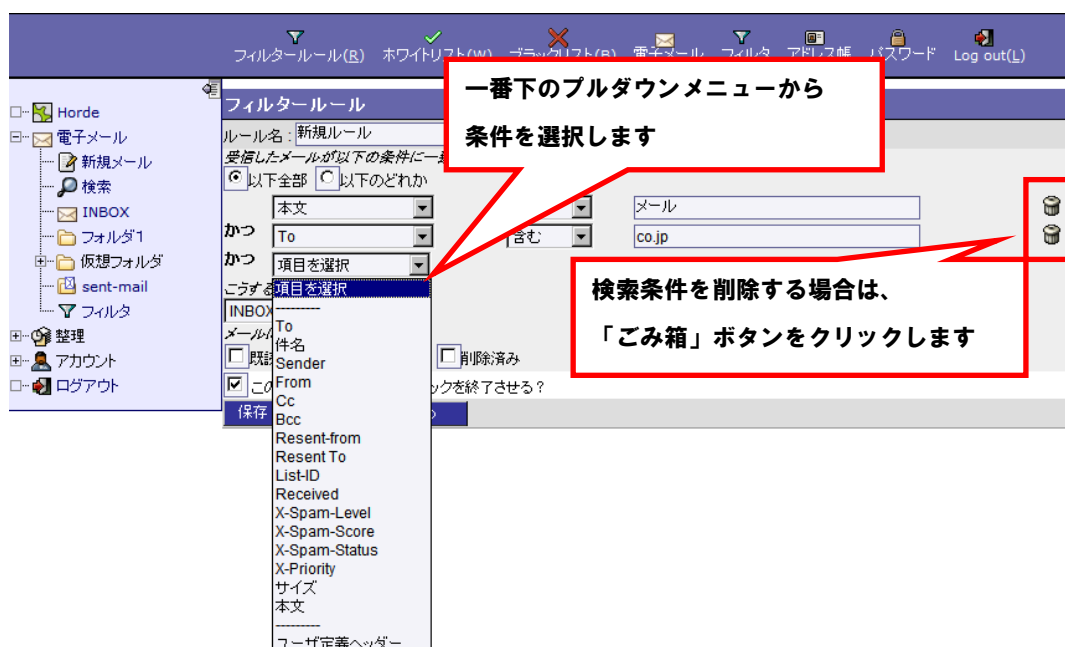 フィルタールール(R) ホワイトリスト(W) ブラックリスト(B) 電子メール フィルタ アドレス帳 パスワード Log out(L)
一番下のプルダウンメニューから
条件を選択します
Horde
電子メール
新規メール
検索
INBOX
フォルダ1
仮想フォルダ
sent-mail
フィルタ
整理
アカウント
ログアウト
フィルタールール
ルール名 : 新規ルール
受信したメールが以下の条件に一
以下全部 以下のどれか
本文 メール
かつ To 含む co.jp
かつ 項目を選択
検索条件を削除する場合は、
「ごみ箱」ボタンをクリックします
こうする
INBOX
メール
既 削除済み
この ックを終了させる?
保存
項目を選択
----------
To
件名
Sender
From
Cc
Bcc
Resent-from
Resent To
List-ID
Received
X-Spam-Level
X-Spam-Score
X-Spam-Status
X-Priority
サイズ
本文
----------
ユーザ定義ヘッダー